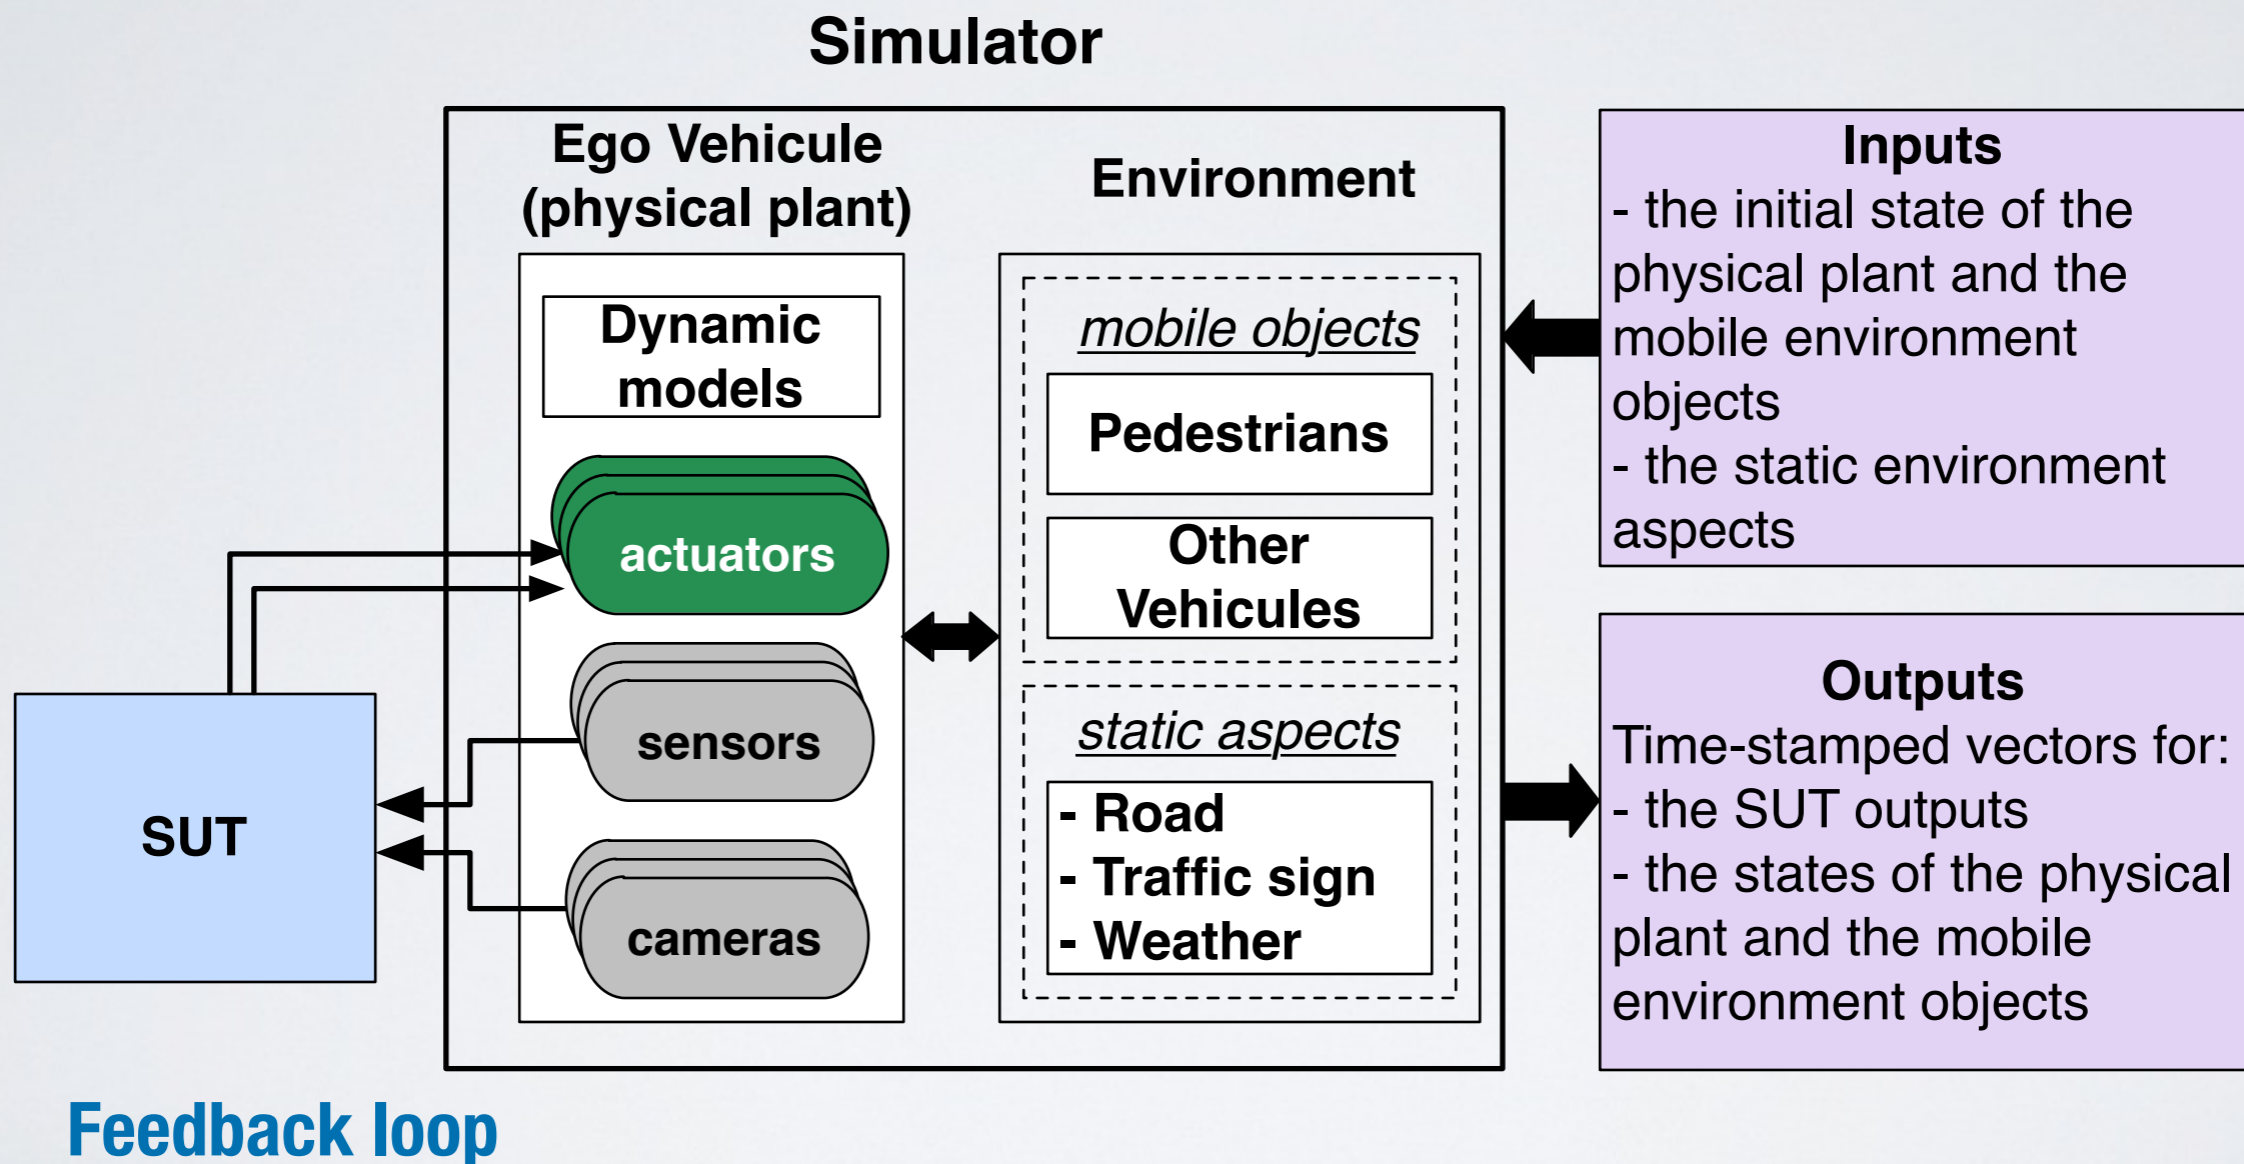 Simulator
Ego Vehicule
(physical plant)
Dynamic
models
actuators
sensors
cameras
SUT
Environment
mobile objects
Pedestrians
Other
Vehicules
static aspects
- Road
- Traffic sign
- Weather
Inputs
- the initial state of the
physical plant and the
mobile environment
objects
- the static environment
aspects
Outputs
Time-stamped vectors for:
- the SUT outputs
- the states of the physical
plant and the mobile
environment objects
Feedback loop